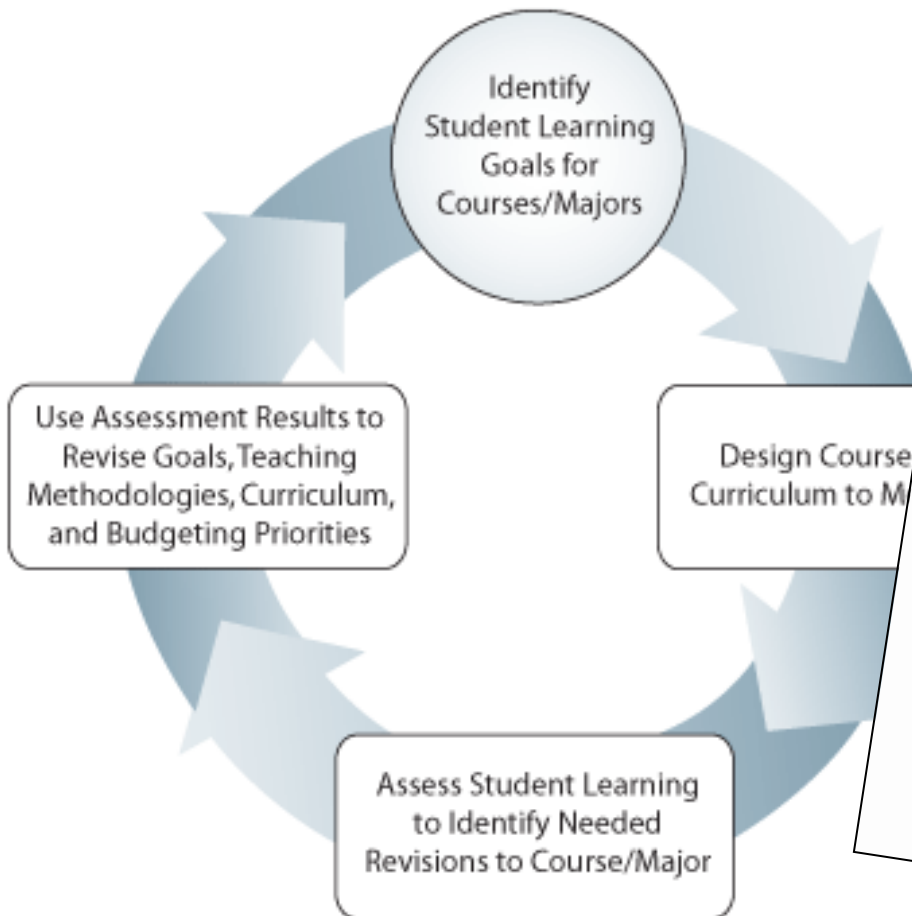 Identify
Student Learning
Goals for
Courses/Majors
Use Assessment Results to
Revise Goals, Teaching
Methodologies, Curriculum,
and Budgeting Priorities
Design
Curriculum to
Assess Student Learning
to Identify Needed
Revisions to Course/Major